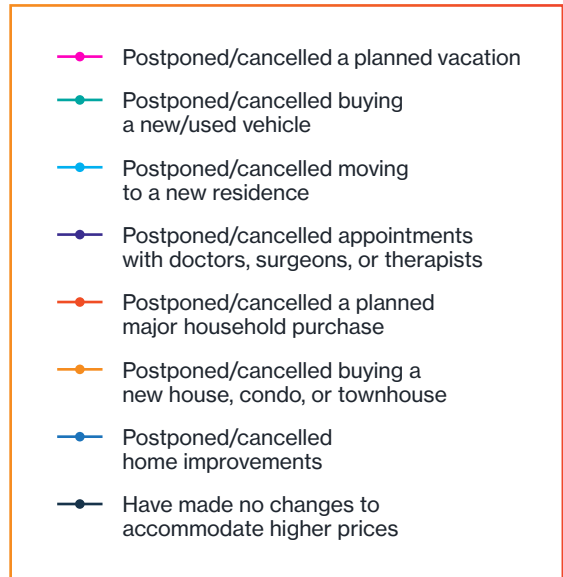 Postponed/cancelled a planned vacation
Postponed/cancelled buying
a new/used vehicle
Postponed/cancelled moving
to a new residence
Postponed/cancelled appointments
with doctors, surgeons, or therapists
Postponed/cancelled a planned
major household purchase
Postponed/cancelled buying a
new house, condo, or townhouse
Postponed/cancelled
home improvements
Have made no changes to
accommodate higher prices